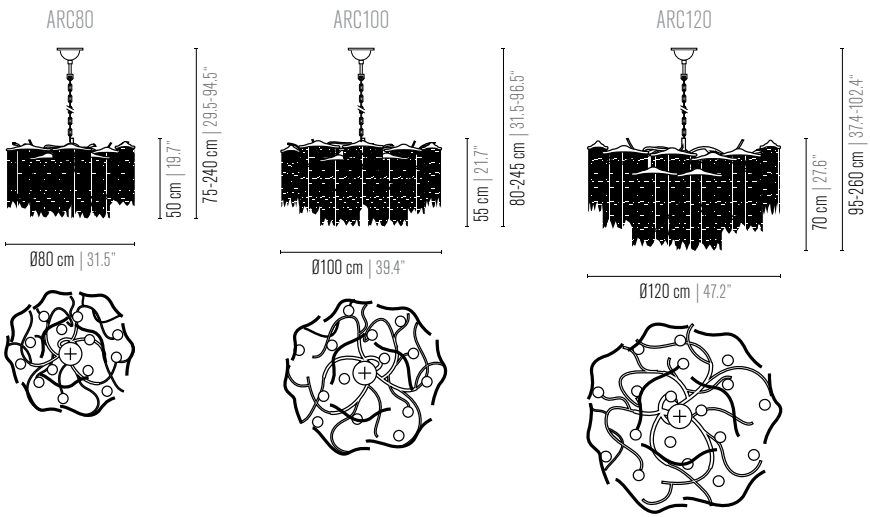 ARC80
50 cm | 19.7"
75-240 cm | 29.5-94.5"
Ø80 cm | 31.5"
ARC100
55 cm | 21.7"
80-245 cm | 31.5-96.5"
Ø100 cm | 39.4"
ARC120
70 cm | 27.6"
95-260 cm | 37.4-102.4"
Ø120 cm | 47.2"